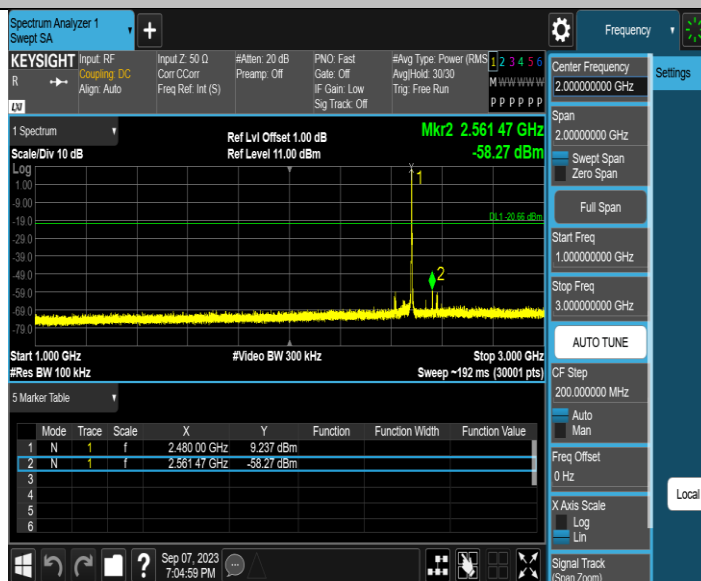 Spectrum Analyzer 1
Swept SA
Frequency
KEYSIGHT
R
LXI
Input: RF
Coupling: DC
Align: Auto
Input Z: 50 Ω
Corr CCorr
Freq Ref: Int (S)
#Atten: 20 dB
Preamp: Off
PNO: Fast
Gate: Off
IF Gain: Low
Sig Track: Off
#Avg Type: Power (RMS
Avg|Hold: 30/30
Trig: Free Run
1 2 3 4 5 6
M W W W W W
P P P P P P
1 Spectrum
Scale/Div 10 dB
Ref Lvl Offset 1.00 dB
Ref Level 11.00 dBm
Mkr2 2.561 47 GHz
-58.27 dBm
Log
1.00
-9.00
-19.0
-29.0
-39.0
-49.0
-59.0
-69.0
-79.0
1
DL1 -20.66 dBm
2
Start 1.000 GHz
#Res BW 100 kHz
#Video BW 300 kHz
Stop 3.000 GHz
Sweep ~192 ms (30001 pts)
5 Marker Table
Mode Trace Scale X Y Function Function Width Function Value
1 N 1 f 2.480 00 GHz 9.237 dBm
2 N 1 f 2.561 47 GHz -58.27 dBm
3
4
5
6
?
Sep 07, 2023
7:04:59 PM
Center Frequency
2.000000000 GHz
Span
2.00000000 GHz
Swept Span
Zero Span
Full Span
Start Freq
1.000000000 GHz
Stop Freq
3.000000000 GHz
AUTO TUNE
CF Step
200.000000 MHz
Auto
Man
Freq Offset
0 Hz
X Axis Scale
Log
Lin
Signal Track
(Span Zoom)
Settings
Local